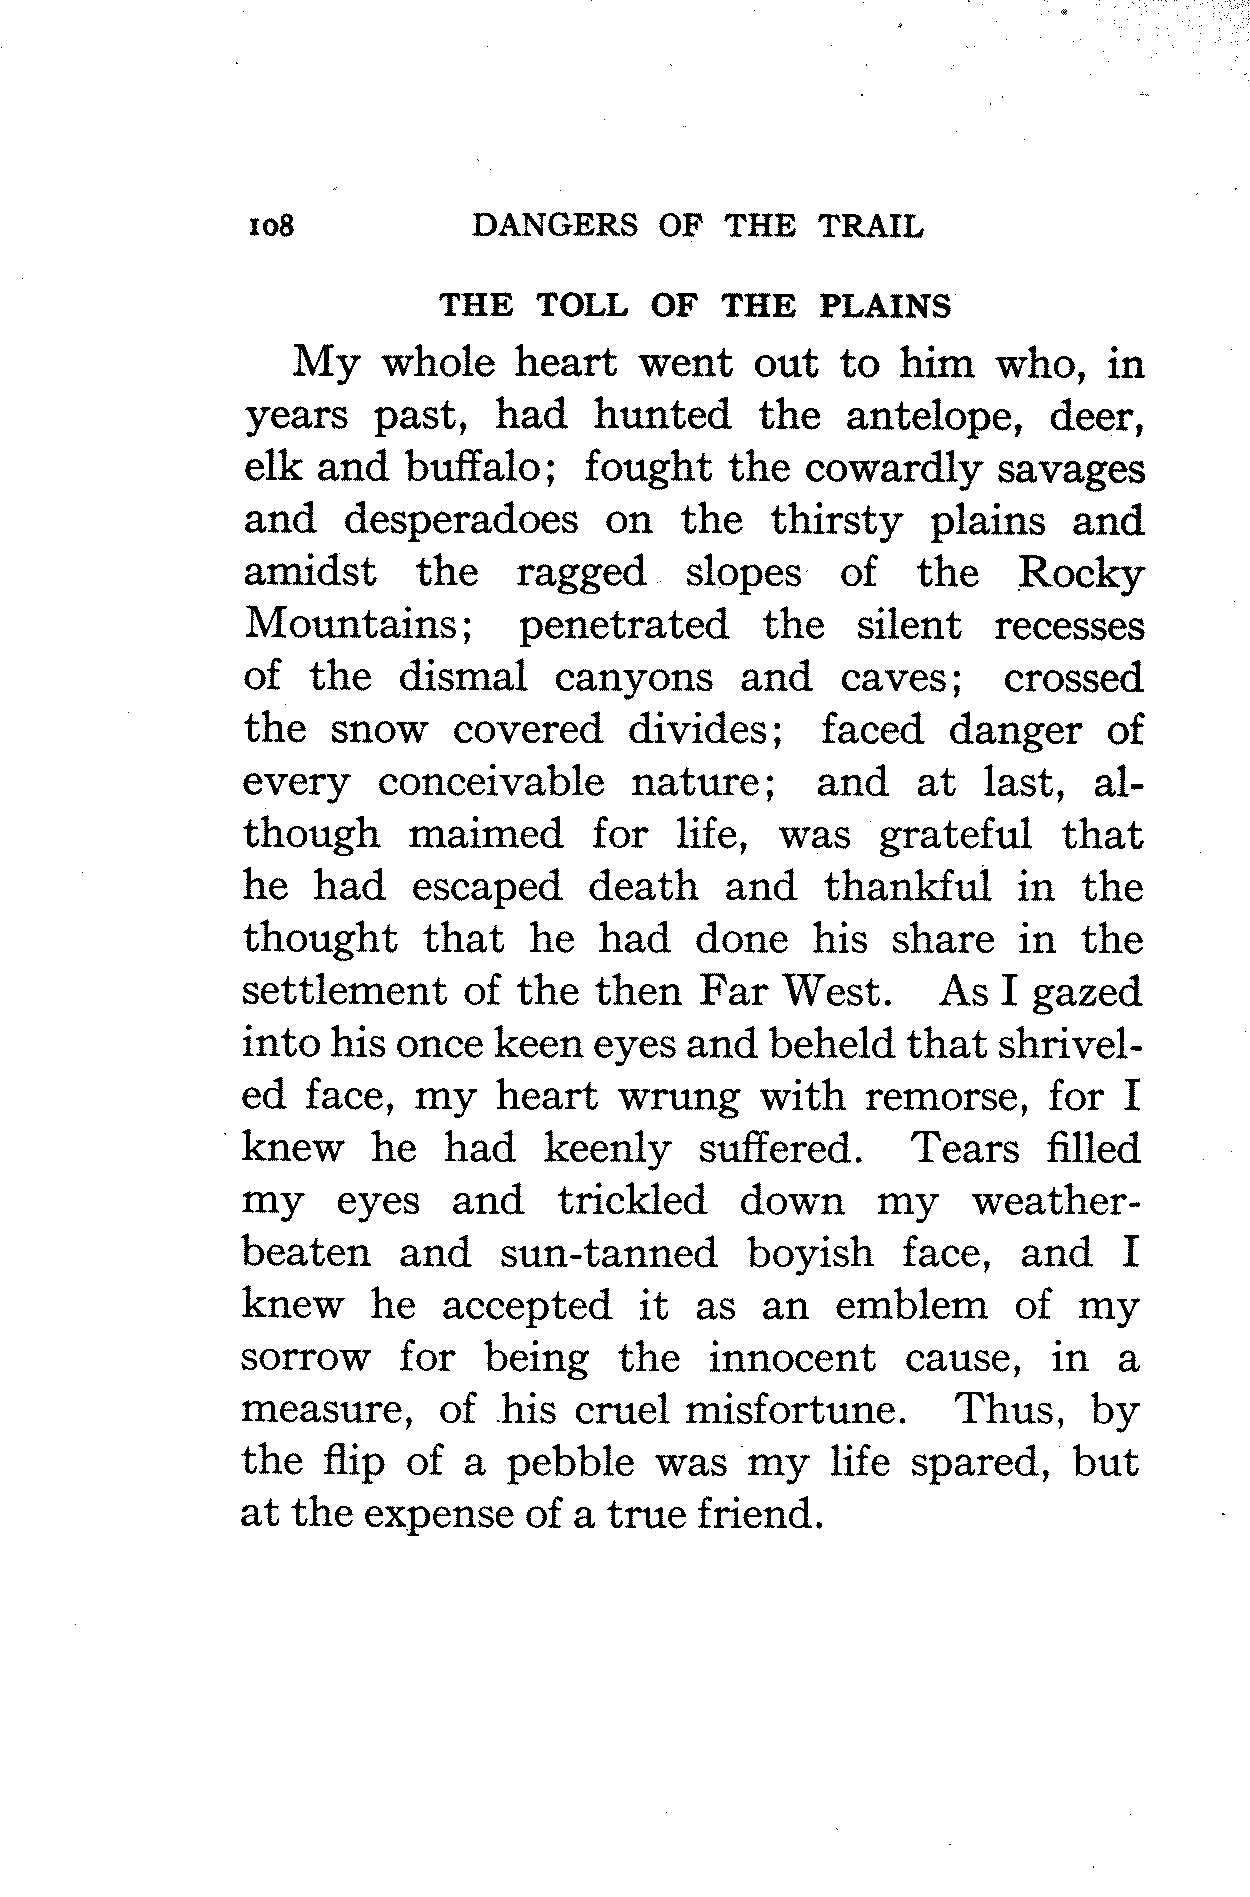 108 DANGERS OF THE TRAIL
THE TOLL OF THE PLAINS
My whole heart went out to him who, in
years past, had hunted the antelope, deer,
elk and buffalo; fought the cowardly savages
and desperadoes on the thirsty plains and
amidst the ragged slopes of the Rocky
Mountains; penetrated the silent recesses
of the dismal canyons and caves; crossed
the snow covered divides; faced danger of
every conceivable nature; and at last, al-
though maimed for life, was grateful that
he had escaped death and thankful in the
thought that he had done his share in the
settlement of the then Far West. As I gazed
into his once keen eyes and beheld that shrivel-
ed face, my heart wrung with remorse, for I
knew he had keenly suffered. Tears filled
my eyes and trickled down my weather-
beaten and sun-tanned boyish face, and I
knew he accepted it as an emblem of my
sorrow for being the innocent cause, in a
measure, of his cruel misfortune. Thus, by
the flip of a pebble was my life spared, but
at the expense of a true friend.